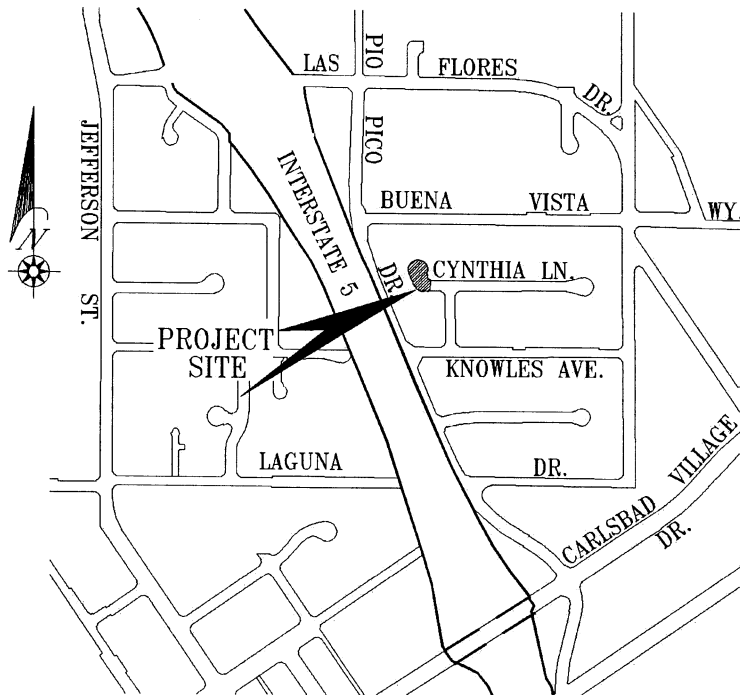 LAS
PIO
FLORES
DR.
PICO
JEFFERSON
ST.
INTERSTATE 5
BUENA
VISTA
WY.
N
DR.
CYNTHIA LN.
PROJECT
SITE
KNOWLES AVE.
LAGUNA
DR.
CARLSBAD VILLAGE
DR.